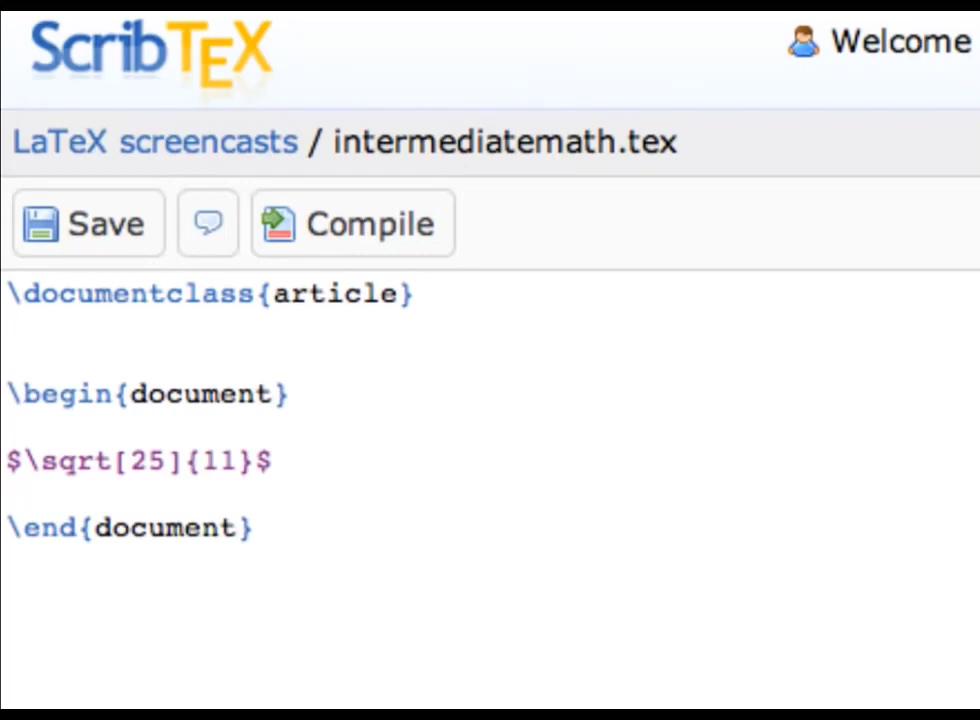 ScribTEX
Welcome
LaTeX screencasts / intermediatemath.tex
Save
Compile
\documentclass{article}
\begin{document}
$\sqrt[25]{11}$
\end{document}